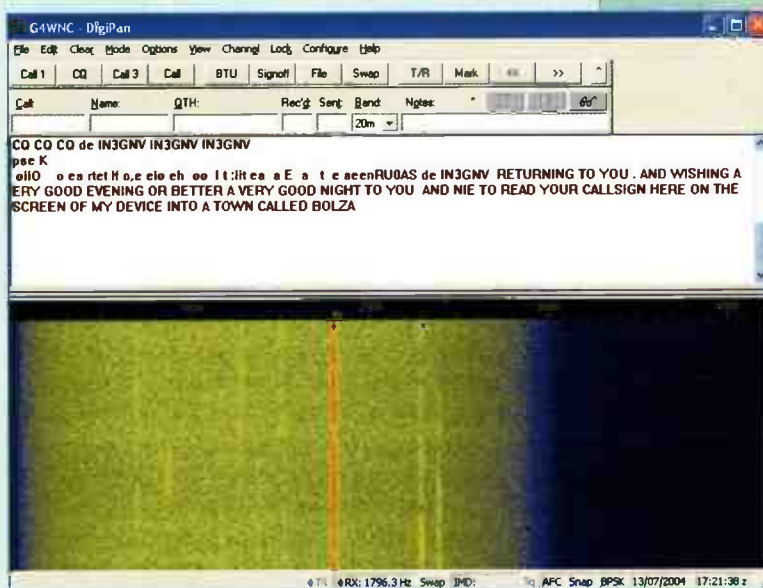 G4WNC - DigiPan
File Edit Clear Mode Options View Channel Lock Configure Help
Call 1 CQ Call 3 Call BTU Signoff File Swap T/R Mark << >> ^
Call: Name: QTH: Rec'd: Sent: Band: Notes:
20m
CQ CQ CQ de IN3GNV IN3GNV IN3GNV
pse K
RU0AS de IN3GNV RETURNING TO YOU . AND WISHING A
ERY GOOD EVENING OR BETTER A VERY GOOD NIGHT TO YOU AND NIE TO READ YOUR CALLSIGN HERE ON THE
SCREEN OF MY DEVICE INTO A TOWN CALLED BOLZA
RX: 1796.3 Hz Swap IMD: Sq AFC Snap BPSK 13/07/2004 17:21:38 z